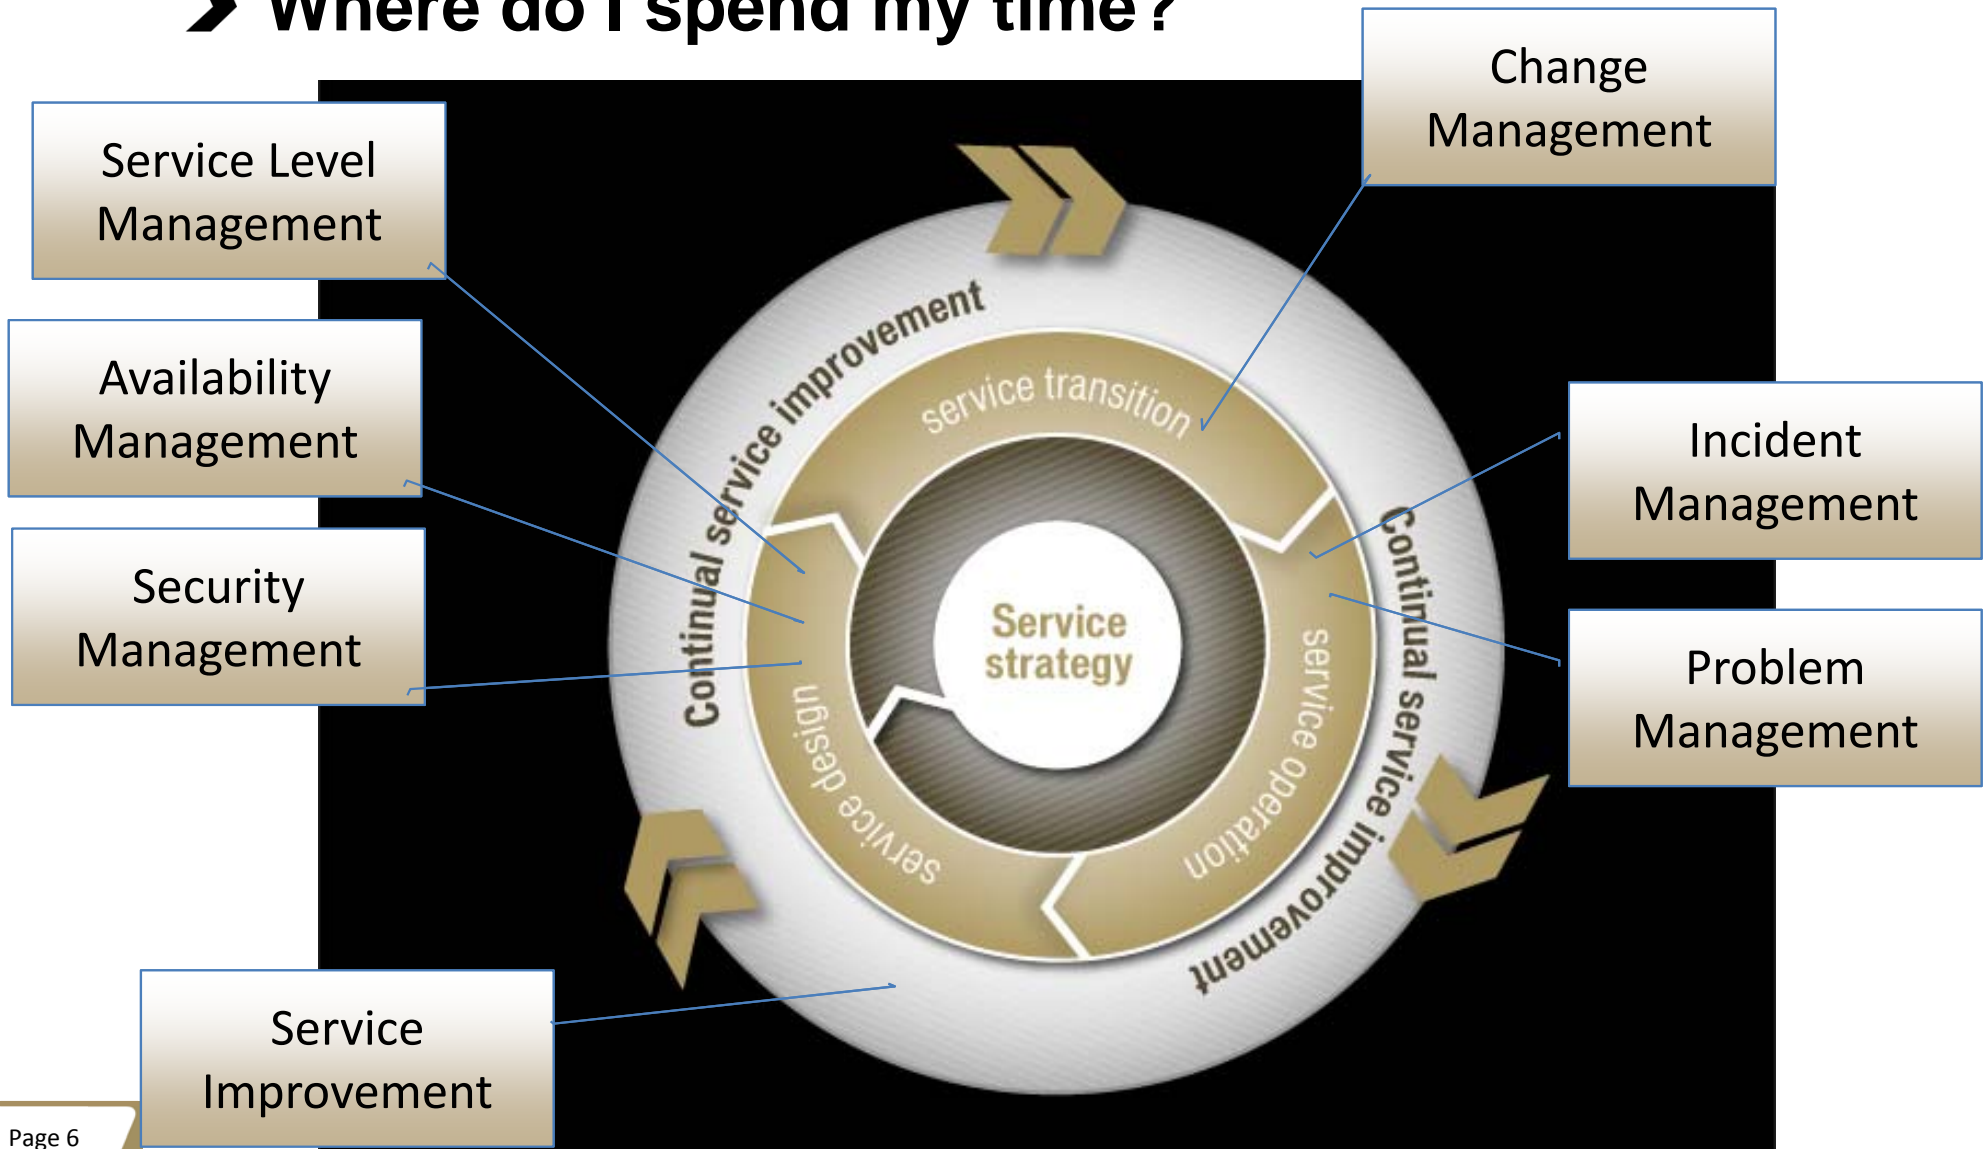 Where do I spend my time?
Change
Management
Service Level
Management
Availability
Management
Security
Management
Incident
Management
Problem
Management
Service
Improvement
Continual service improvement
Continual service improvement
service transition
service operation
service design
Service
strategy
Page 6